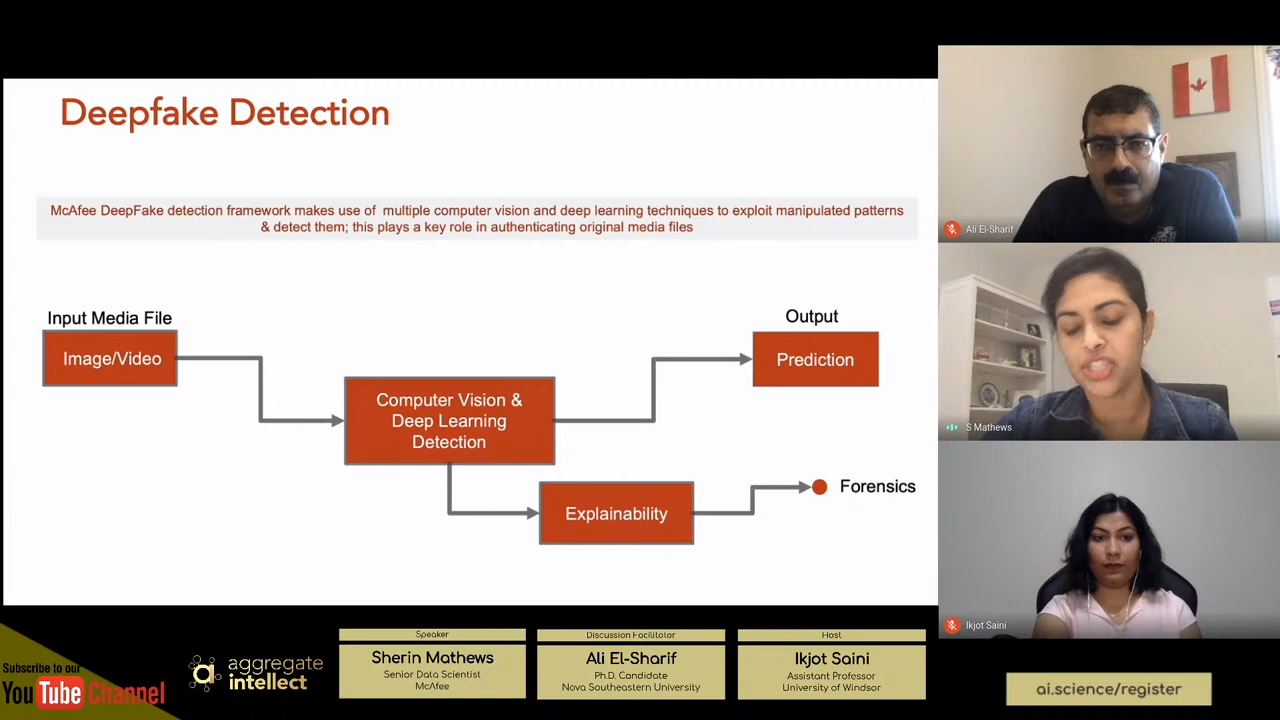 Deepfake Detection
McAfee DeepFake detection framework makes use of multiple computer vision and deep learning techniques to exploit manipulated patterns
& detect them; this plays a key role in authenticating original media files
Input Media File
Image/Video
Computer Vision &
Deep Learning
Detection
Output
Prediction
Explainability
Forensics
Ali El-Sharif
S Mathews
Ikjot Saini
Subscribe to our
YouTube Channel
a
aggregate
intellect
Speaker
Sherin Mathews
Senior Data Scientist
McAfee
Discussion Facilitator
Ali El-Sharif
Ph.D. Candidate
Nova Southeastern University
Host
Ikjot Saini
Assistant Professor
University of Windsor
ai.science/register